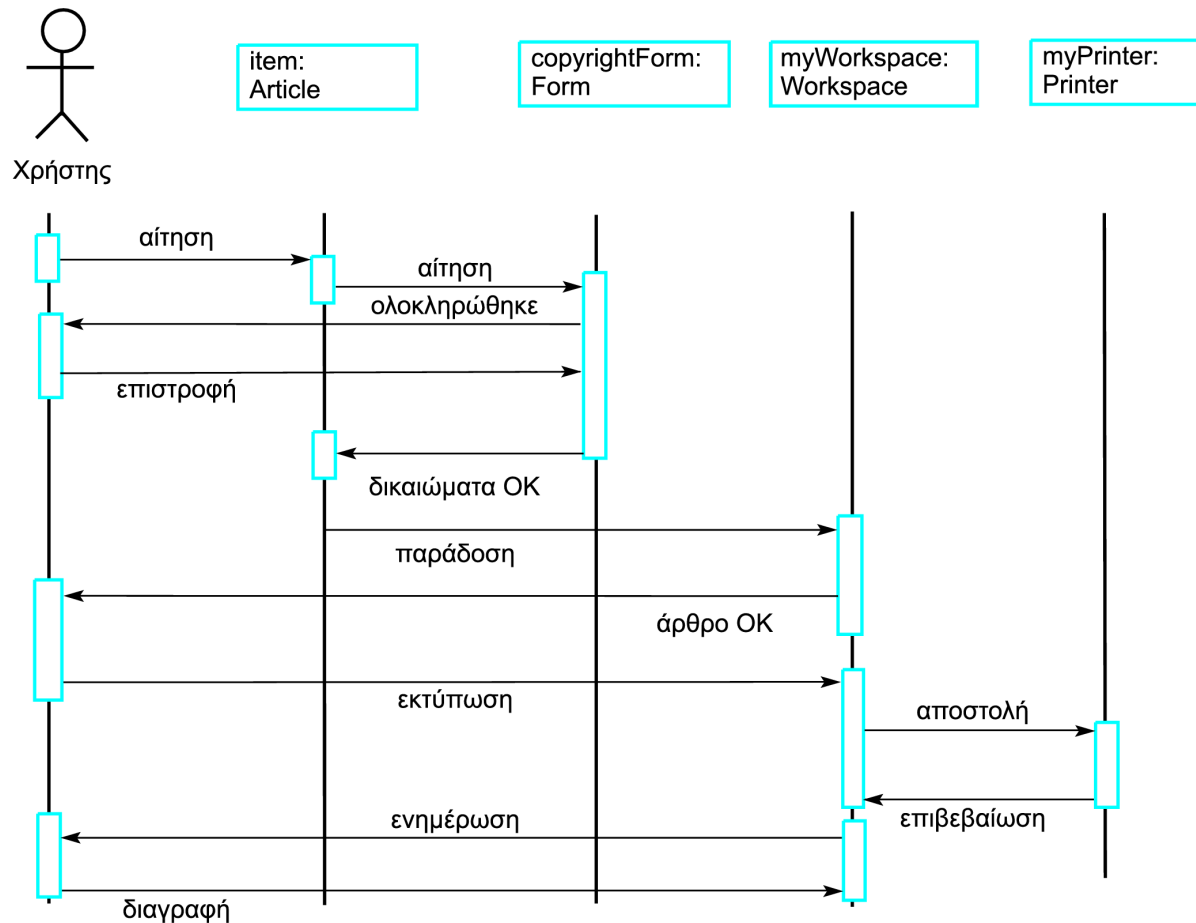 item:
Article
copyrightForm:
Form
myWorkspace:
Workspace
myPrinter:
Printer
Χρήστης
αίτηση
αίτηση
ολοκληρώθηκε
επιστροφή
δικαιώματα OK
παράδοση
άρθρο OK
εκτύπωση
αποστολή
επιβεβαίωση
ενημέρωση
διαγραφή